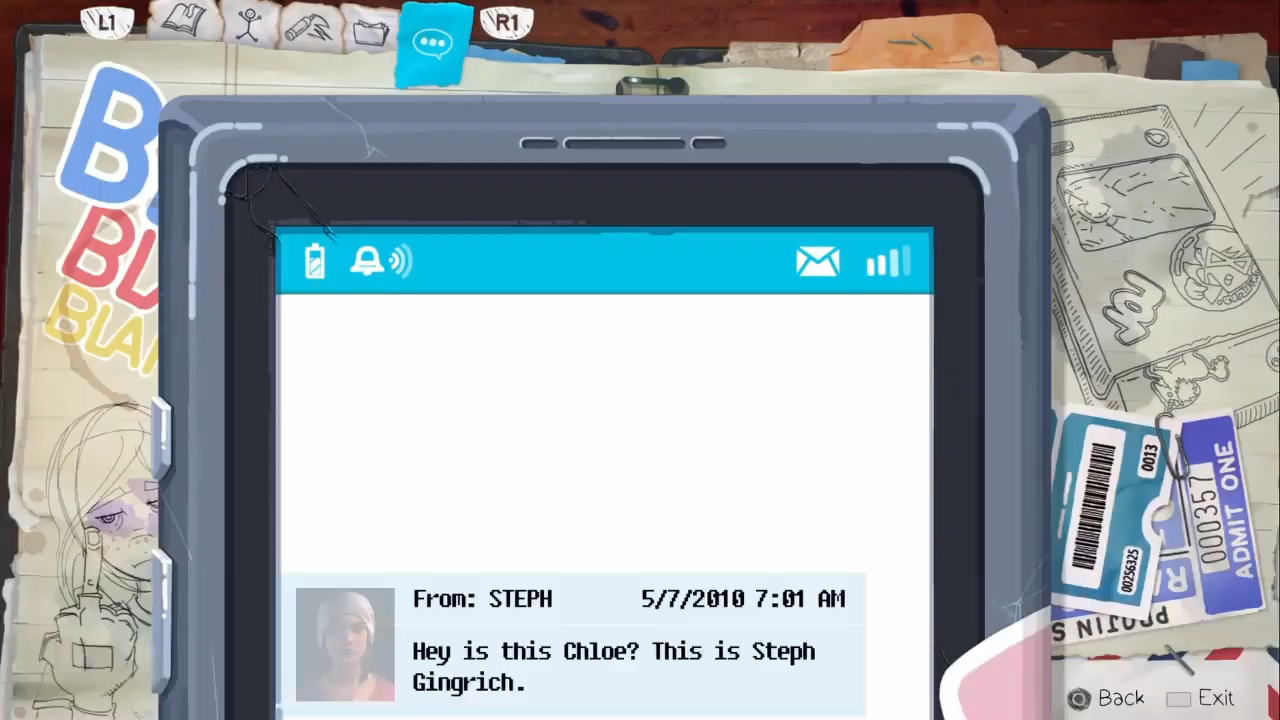 L1
R1
From: STEPH 5/7/2010 7:01 AM
Hey is this Chloe? This is Steph
Gingrich.
0013
00256325
000357
ADMIT ONE
Back
Exit